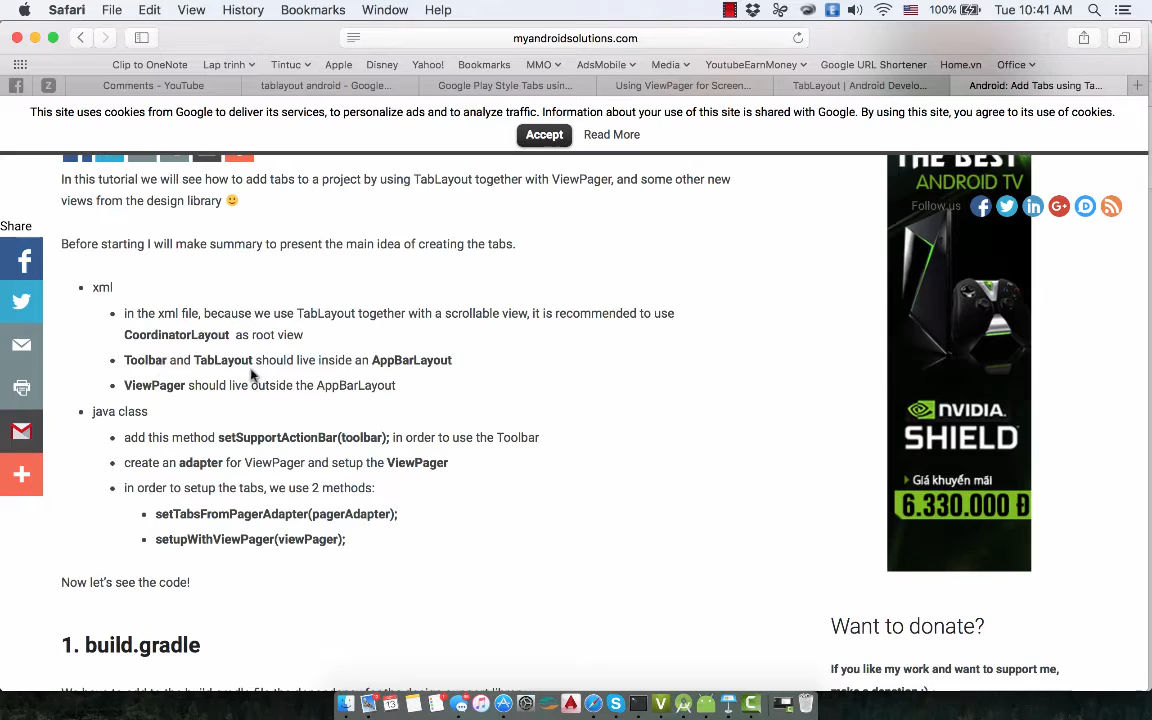 Safari File Edit View History Bookmarks Window Help 100% Tue 10:41 AM
myandroidsolutions.com
Clip to OneNote Lap trinh Tintuc Apple Disney Yahoo! Bookmarks MMO AdsMobile Media YoutubeEarnMoney Google URL Shortener Home.vn Office
Comments - YouTube tablayout android - Google... Google Play Style Tabs usin... Using ViewPager for Screen... TabLayout | Android Develo... Android: Add Tabs using Ta...
This site uses cookies from Google to deliver its services, to personalize ads and to analyze traffic. Information about your use of this site is shared with Google. By using this site, you agree to its use of cookies.
Accept Read More
In this tutorial we will see how to add tabs to a project by using TabLayout together with ViewPager, and some other new
views from the design library 🙂
Before starting I will make summary to present the main idea of creating the tabs.
Share
xml
in the xml file, because we use TabLayout together with a scrollable view, it is recommended to use
CoordinatorLayout as root view
Toolbar and TabLayout should live inside an AppBarLayout
ViewPager should live outside the AppBarLayout
java class
add this method setSupportActionBar(toolbar); in order to use the Toolbar
create an adapter for ViewPager and setup the ViewPager
in order to setup the tabs, we use 2 methods:
setTabsFromPagerAdapter(pagerAdapter);
setupWithViewPager(viewPager);
Now let's see the code!
1. build.gradle
THE BEST
ANDROID TV
Follow us
NVIDIA.
SHIELD
Giá khuyến mãi
6.330.000 Đ
Want to donate?
If you like my work and want to support me,